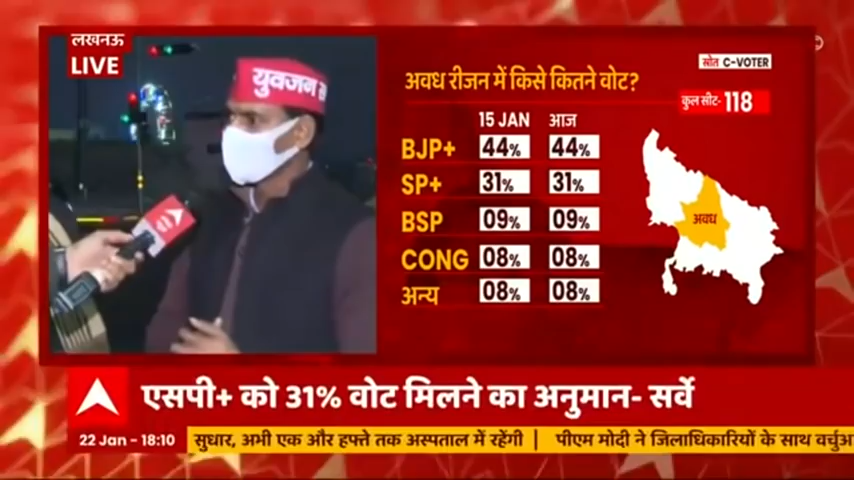 लखनऊ
LIVE
युवजन
स्रोत C-VOTER
अवध रीजन में किसे कितने वोट?
कुल सीट- 118
15 JAN आज
BJP+ 44% 44%
SP+ 31% 31%
BSP 09% 09%
CONG 08% 08%
अन्य 08% 08%
अवध
एसपी+ को 31% वोट मिलने का अनुमान- सर्वे
22 Jan - 18:10
सुधार, अभी एक और हफ्ते तक अस्पताल में रहेंगी | पीएम मोदी ने जिलाधिकारियों के साथ वर्चुअ